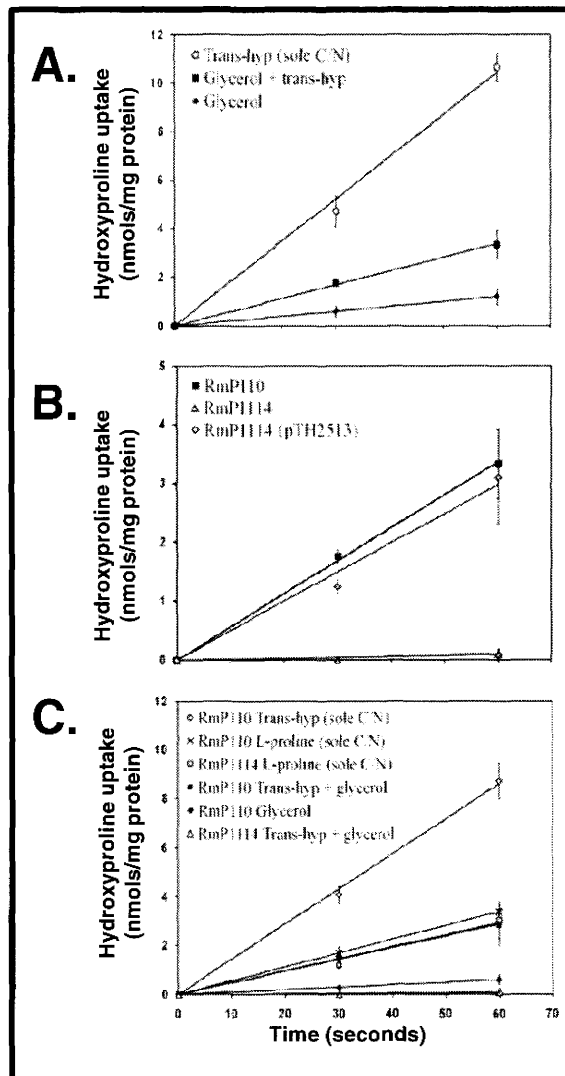 A.
Hydroxyproline uptake
(nmols/mg protein)
12
10
8
6
4
2
0
Trans-hyp (sole C/N)
Glycerol + trans-hyp
Glycerol
B.
Hydroxyproline uptake
(nmols/mg protein)
5
4
3
2
1
0
RmP110
RmP1114
RmP1114 (pTH2513)
C.
Hydroxyproline uptake
(nmols/mg protein)
12
10
8
6
4
2
0
RmP110 Trans-hyp (sole C/N)
RmP110 L-proline (sole C/N)
RmP1114 L-proline (sole C/N)
RmP110 Trans-hyp + glycerol
RmP110 Glycerol
RmP1114 Trans-hyp + glycerol
0 10 20 30 40 50 60 70
Time (seconds)